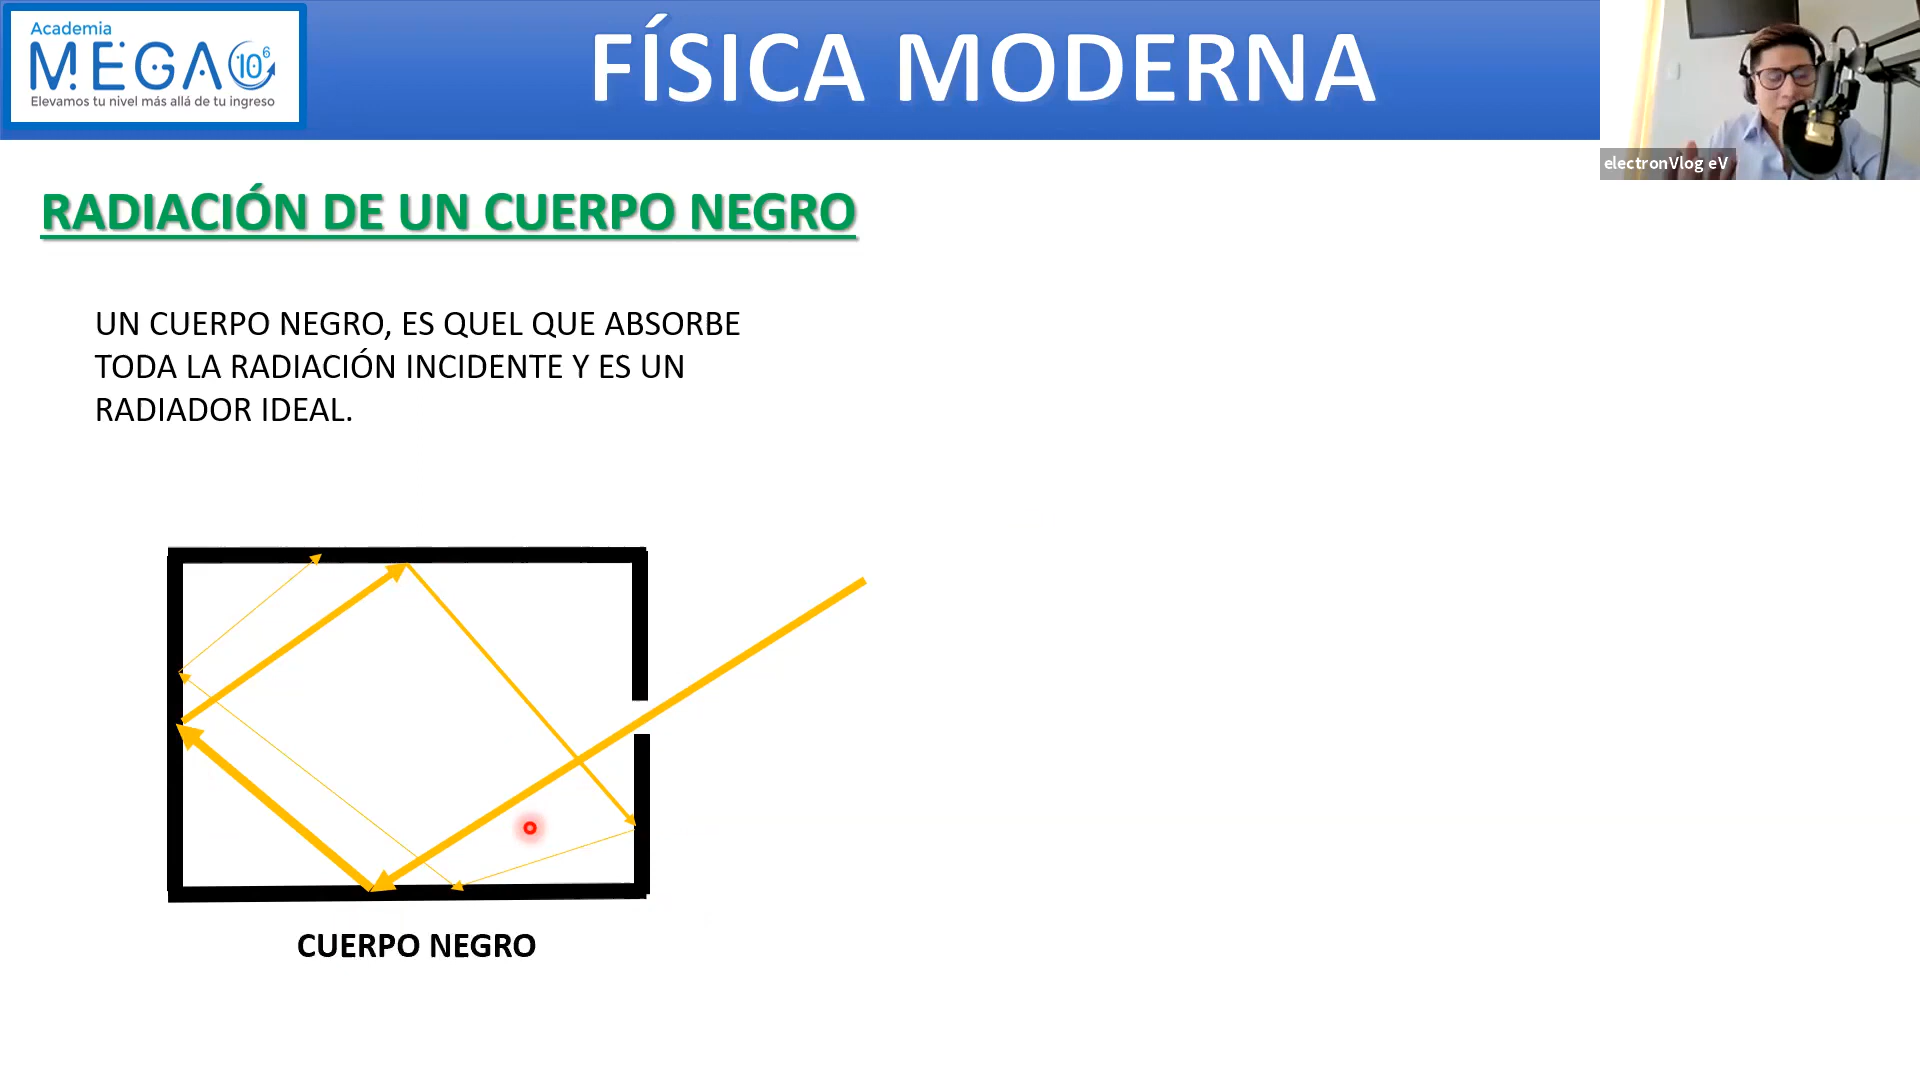 Academia
MEGA 10⁶
Elevamos tu nivel más allá de tu ingreso
FÍSICA MODERNA
electronVlog eV
RADIACIÓN DE UN CUERPO NEGRO
UN CUERPO NEGRO, ES QUEL QUE ABSORBE
TODA LA RADIACIÓN INCIDENTE Y ES UN
RADIADOR IDEAL.
CUERPO NEGRO